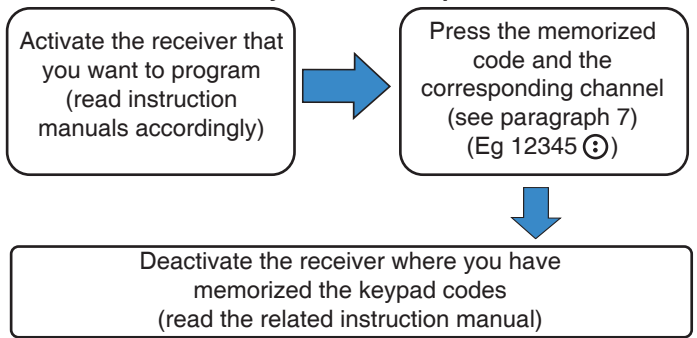 Activate the receiver that
you want to program
(read instruction
manuals accordingly)
Press the memorized
code and the
corresponding channel
(see paragraph 7)
(Eg 12345 :)
Deactivate the receiver where you have
memorized the keypad codes
(read the related instruction manual)